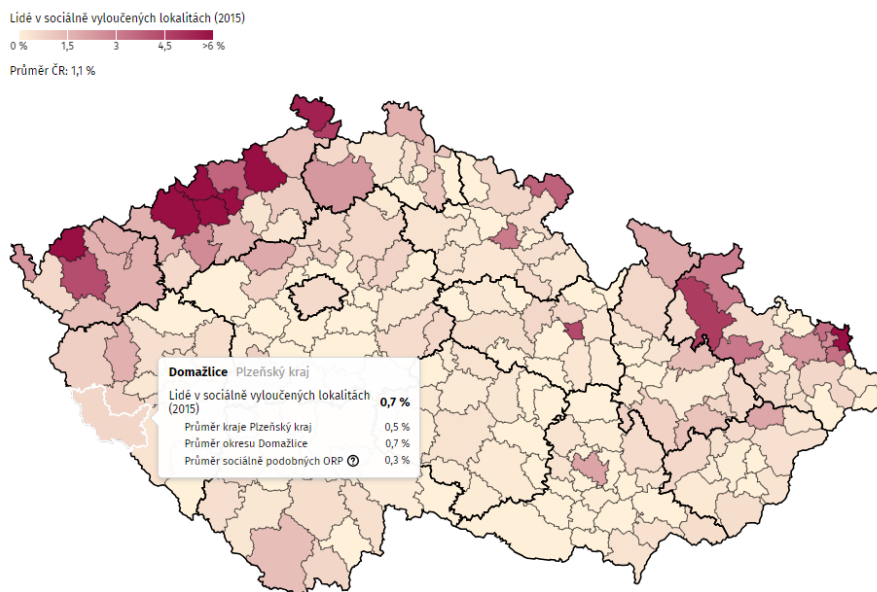 Lidé v sociálně vyloučených lokalitách (2015)
0 % 1,5 3 4,5 >6 %
Průměr ČR: 1,1 %
Domažlice Plzeňský kraj
Lidé v sociálně vyloučených lokalitách
(2015) 0,7 %
Průměr kraje Plzeňský kraj 0,5 %
Průměr okresu Domažlice 0,7 %
Průměr sociálně podobných ORP ? 0,3 %